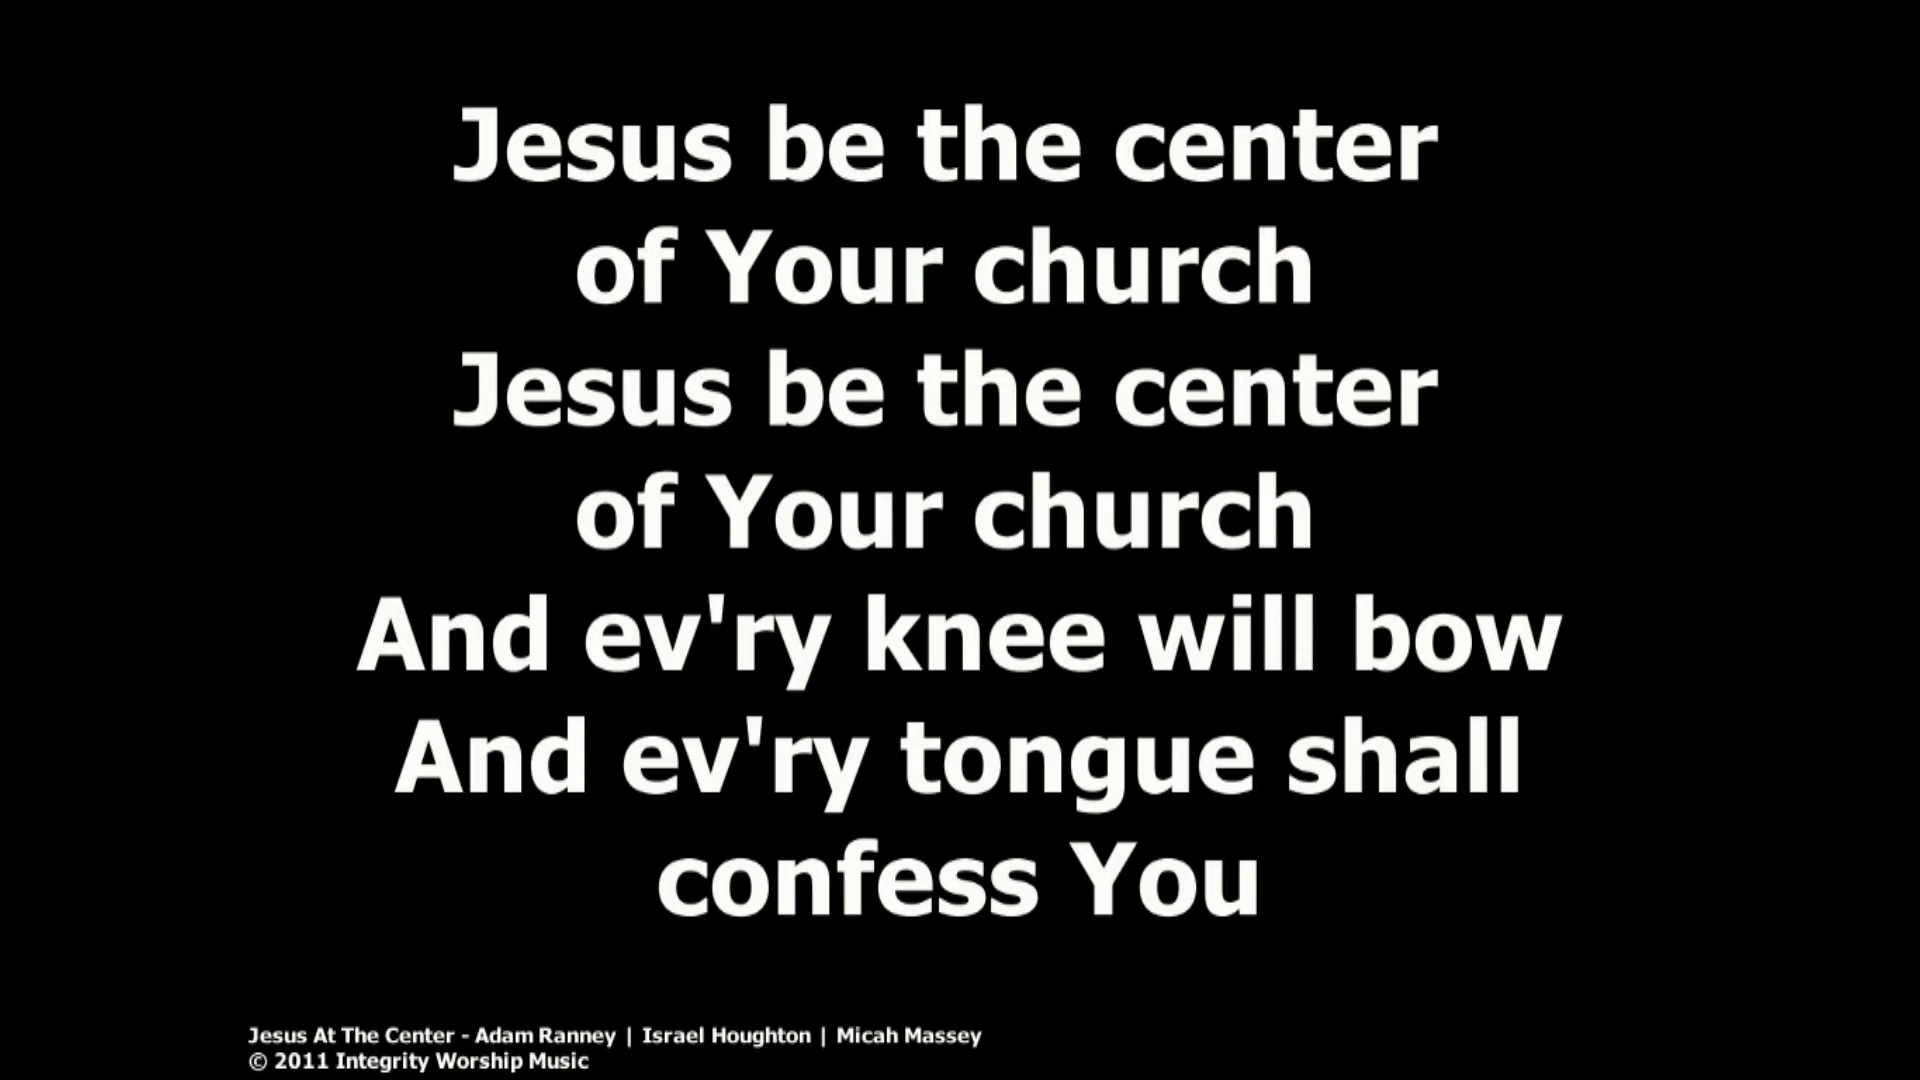 Jesus be the center
of Your church
Jesus be the center
of Your church
And ev'ry knee will bow
And ev'ry tongue shall
confess You
Jesus At The Center - Adam Ranney | Israel Houghton | Micah Massey
© 2011 Integrity Worship Music